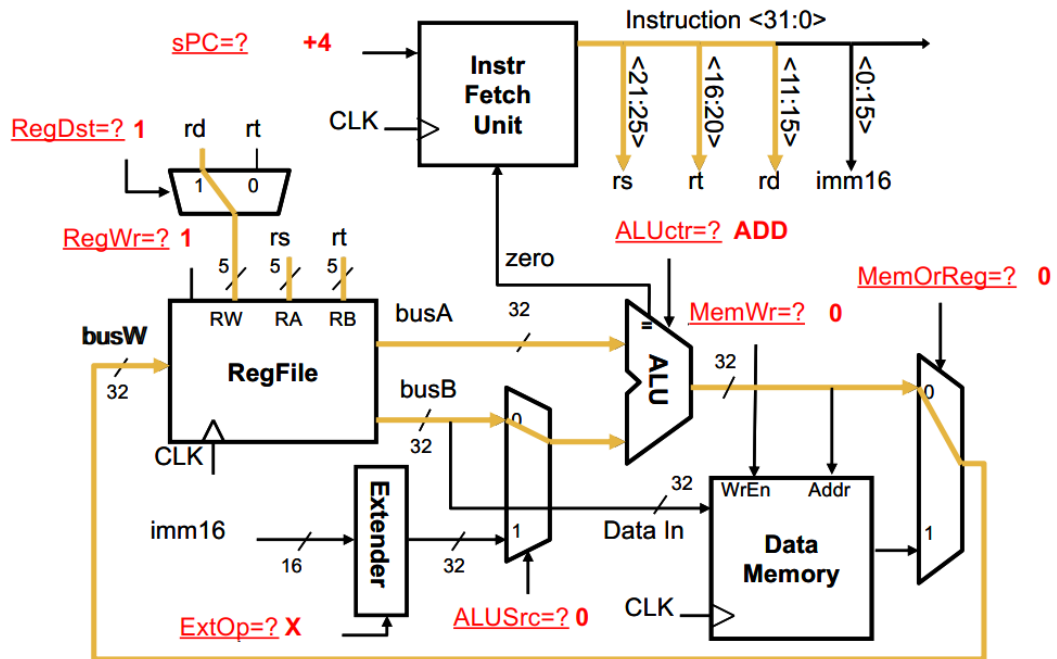 Instruction <31:0>
sPC=? +4
Instr
Fetch
Unit
CLK
<21:25>
<16:20>
<11:15>
<0:15>
rs
rt
rd
imm16
RegDst=? 1
rd
rt
1
0
RegWr=? 1
rs
rt
5
5
5
RW
RA
RB
busW
32
RegFile
CLK
busA
32
busB
32
zero
ALUctr=? ADD
=
ALU
MemWr=? 0
MemOrReg=? 0
32
0
1
0
1
32
Data In
WrEn
Addr
Data
Memory
CLK
imm16
16
Extender
32
ExtOp=? X
ALUSrc=? 0